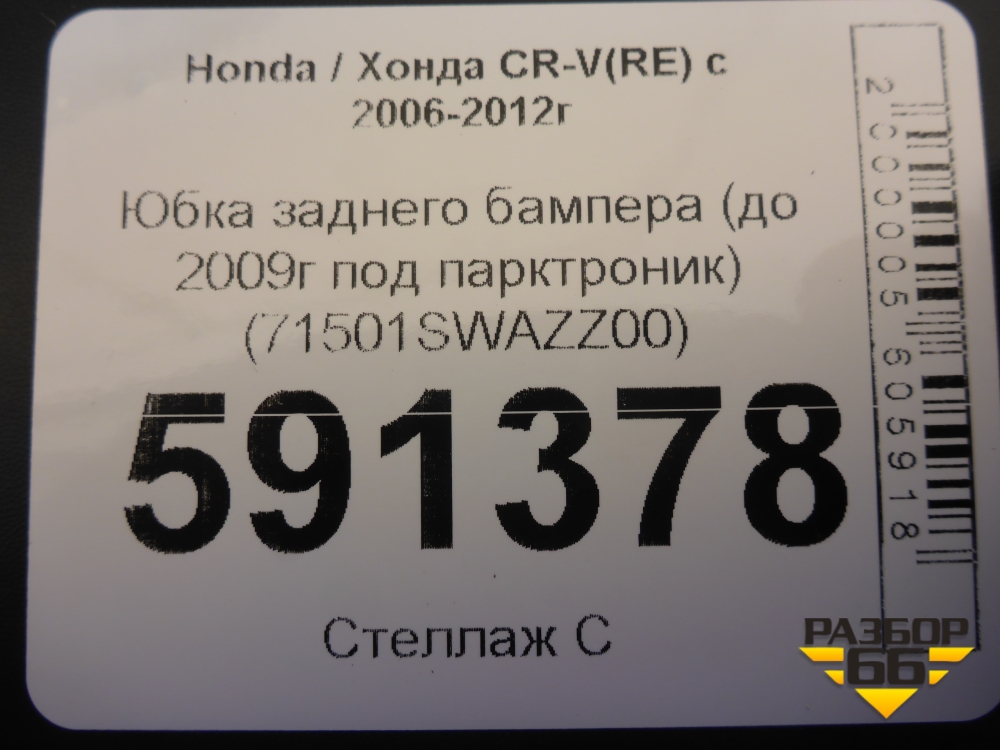 Honda / Хонда CR-V(RE) с
2006-2012г
Юбка заднего бампера (до
2009г под парктроник)
(71501SWAZZ00)
591378
Стеллаж С
2000005605918
РАЗБОР
66